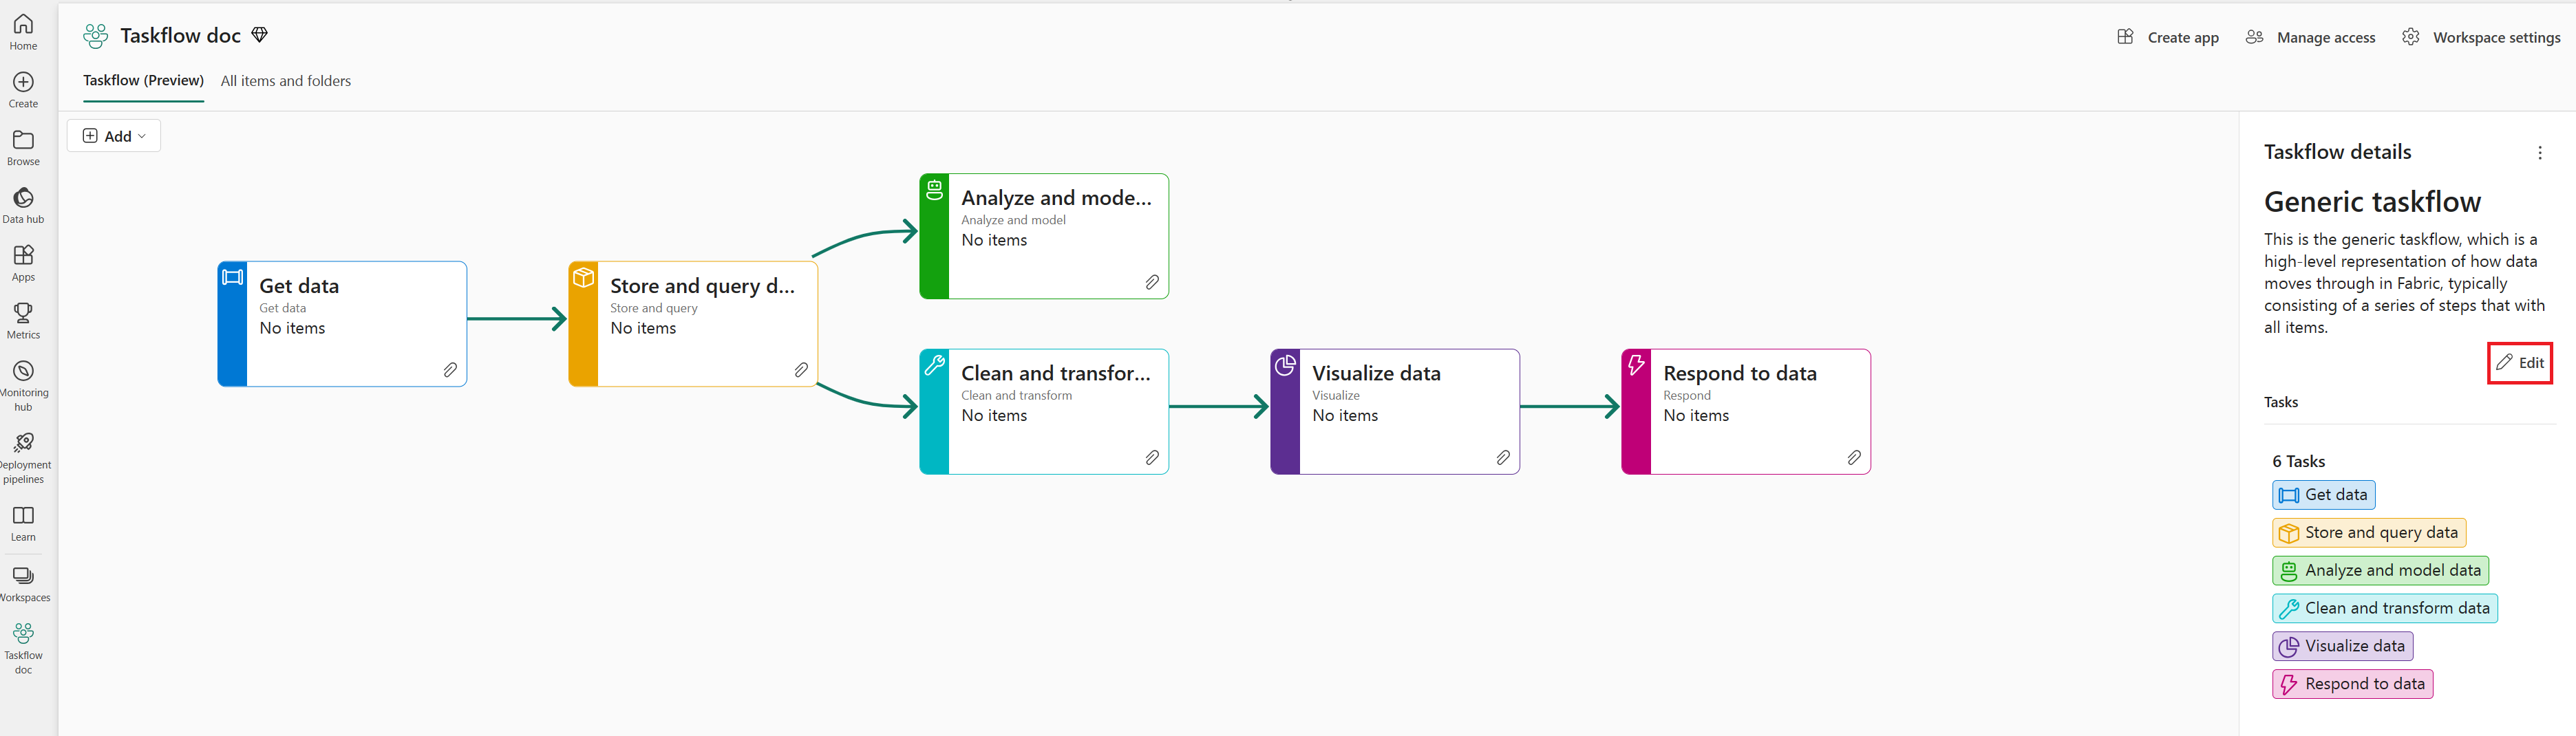 Home
Create
Browse
Data hub
Apps
Metrics
Monitoring
hub
Deployment
pipelines
Learn
Workspaces
Taskflow
doc
Taskflow doc
Create app
Manage access
Workspace settings
Taskflow (Preview)
All items and folders
Add
Get data
Get data
No items
Store and query d...
Store and query
No items
Analyze and mode...
Analyze and model
No items
Clean and transfor...
Clean and transform
No items
Visualize data
Visualize
No items
Respond to data
Respond
No items
Taskflow details
Generic taskflow
This is the generic taskflow, which is a
high-level representation of how data
moves through in Fabric, typically
consisting of a series of steps that with
all items.
Edit
Tasks
6 Tasks
Get data
Store and query data
Analyze and model data
Clean and transform data
Visualize data
Respond to data